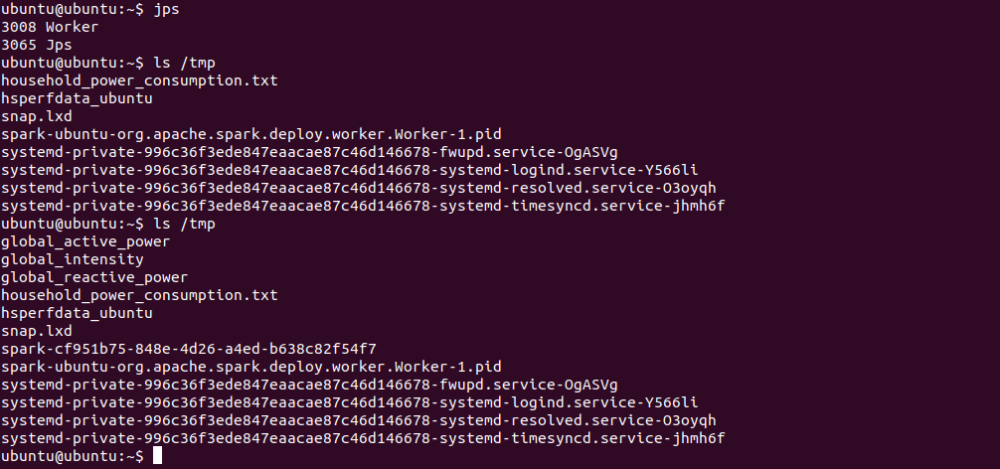 ubuntu@ubuntu:~$ jps
3008 Worker
3065 Jps
ubuntu@ubuntu:~$ ls /tmp
household_power_consumption.txt
hsperfdata_ubuntu
snap.lxd
spark-ubuntu-org.apache.spark.deploy.worker.Worker-1.pid
systemd-private-996c36f3ede847eaacae87c46d146678-fwupd.service-OgASVg
systemd-private-996c36f3ede847eaacae87c46d146678-systemd-logind.service-Y566li
systemd-private-996c36f3ede847eaacae87c46d146678-systemd-resolved.service-O3oyqh
systemd-private-996c36f3ede847eaacae87c46d146678-systemd-timesyncd.service-jhmh6f
ubuntu@ubuntu:~$ ls /tmp
global_active_power
global_intensity
global_reactive_power
household_power_consumption.txt
hsperfdata_ubuntu
snap.lxd
spark-cf951b75-848e-4d26-a4ed-b638c82f54f7
spark-ubuntu-org.apache.spark.deploy.worker.Worker-1.pid
systemd-private-996c36f3ede847eaacae87c46d146678-fwupd.service-OgASVg
systemd-private-996c36f3ede847eaacae87c46d146678-systemd-logind.service-Y566li
systemd-private-996c36f3ede847eaacae87c46d146678-systemd-resolved.service-O3oyqh
systemd-private-996c36f3ede847eaacae87c46d146678-systemd-timesyncd.service-jhmh6f
ubuntu@ubuntu:~$